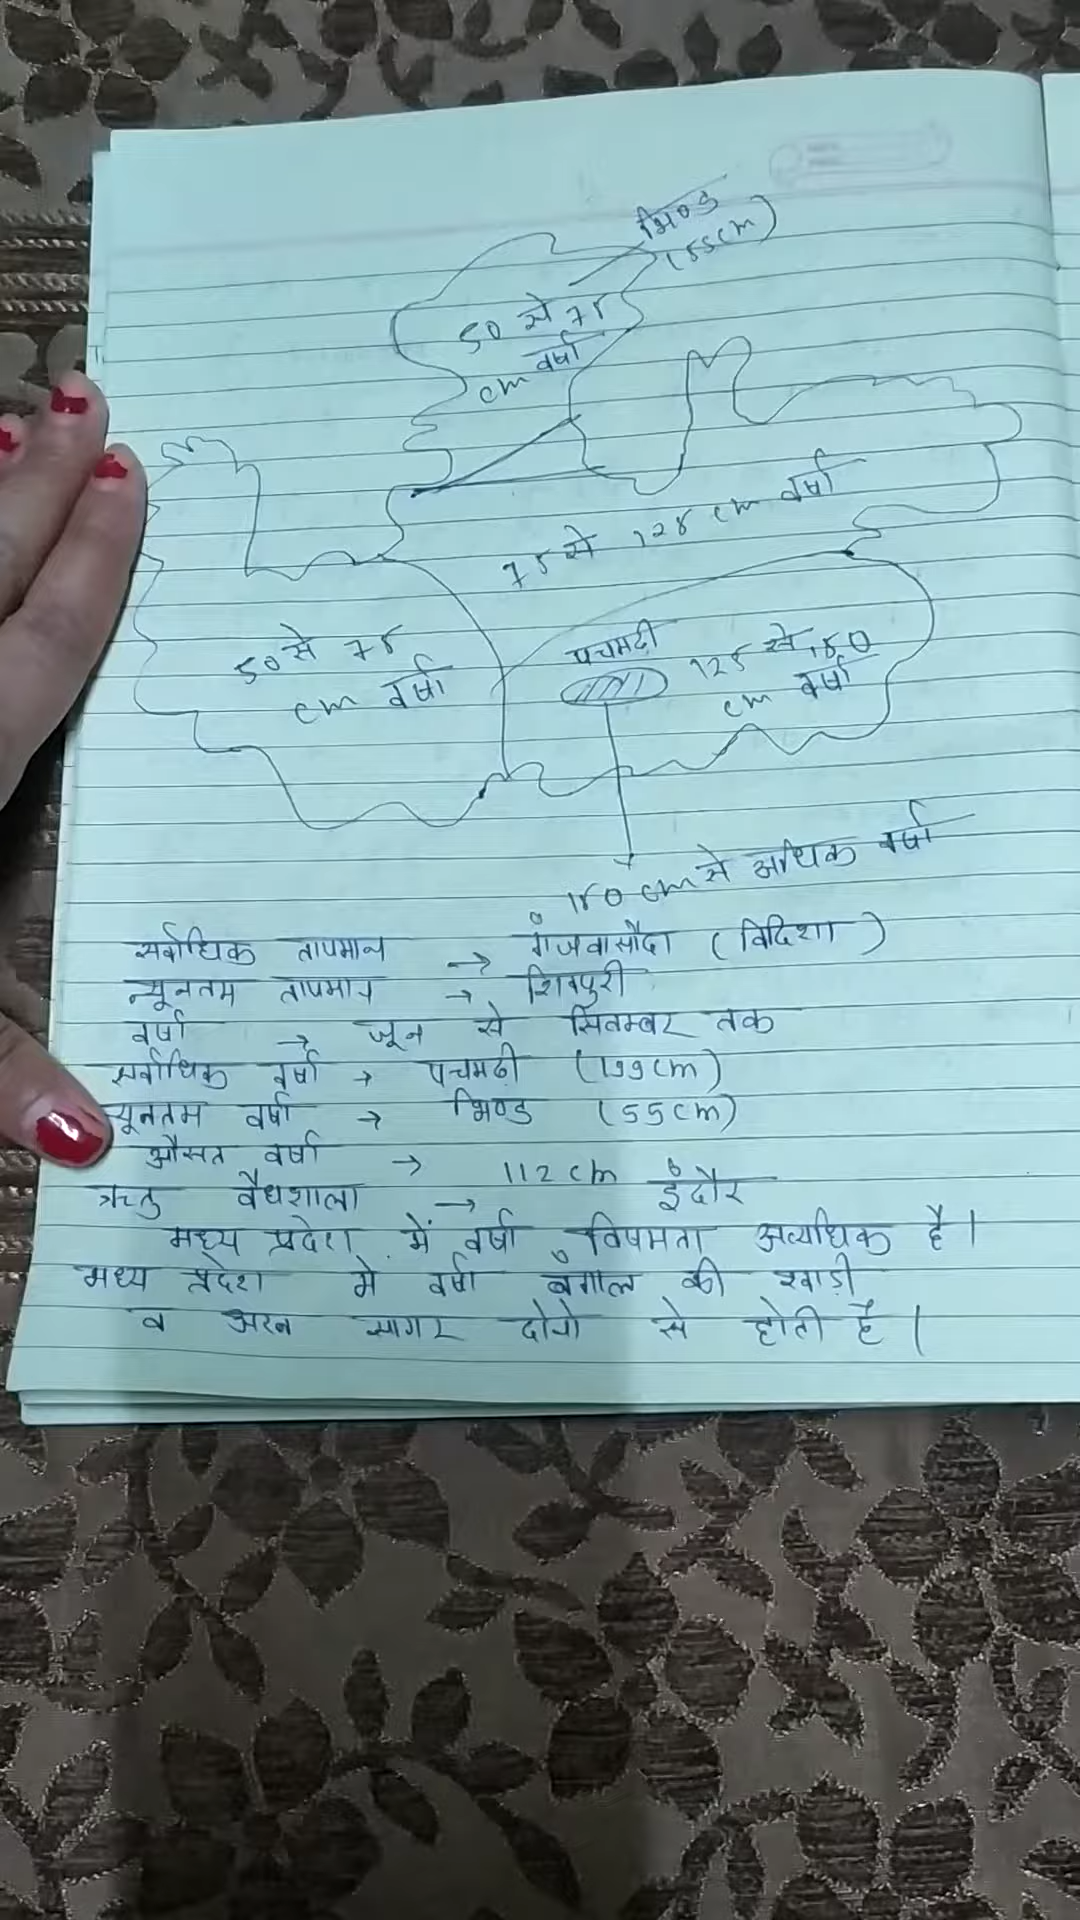 भिण्ड
(55cm)
50 से 75
cm वर्षा
75 से 125 cm वर्षा
50 से 75
cm वर्षा
पचमढ़ी
125 से 150
cm वर्षा
150 cm से अधिक वर्षा
सर्वाधिक तापमान → गंजबासौदा (विदिशा)
न्यूनतम तापमान → शिवपुरी
वर्षा → जून से सितम्बर तक
सर्वाधिक वर्षा → पचमढ़ी (199cm)
न्यूनतम वर्षा → भिण्ड (55cm)
औसत वर्षा → 112 cm
ऋतु वैधशाला → इंदौर
मध्य प्रदेश में वर्षा विषमता अत्यधिक है।
मध्य प्रदेश मे वर्षा बंगाल की खाड़ी
व अरब सागर दोनो से होती है।